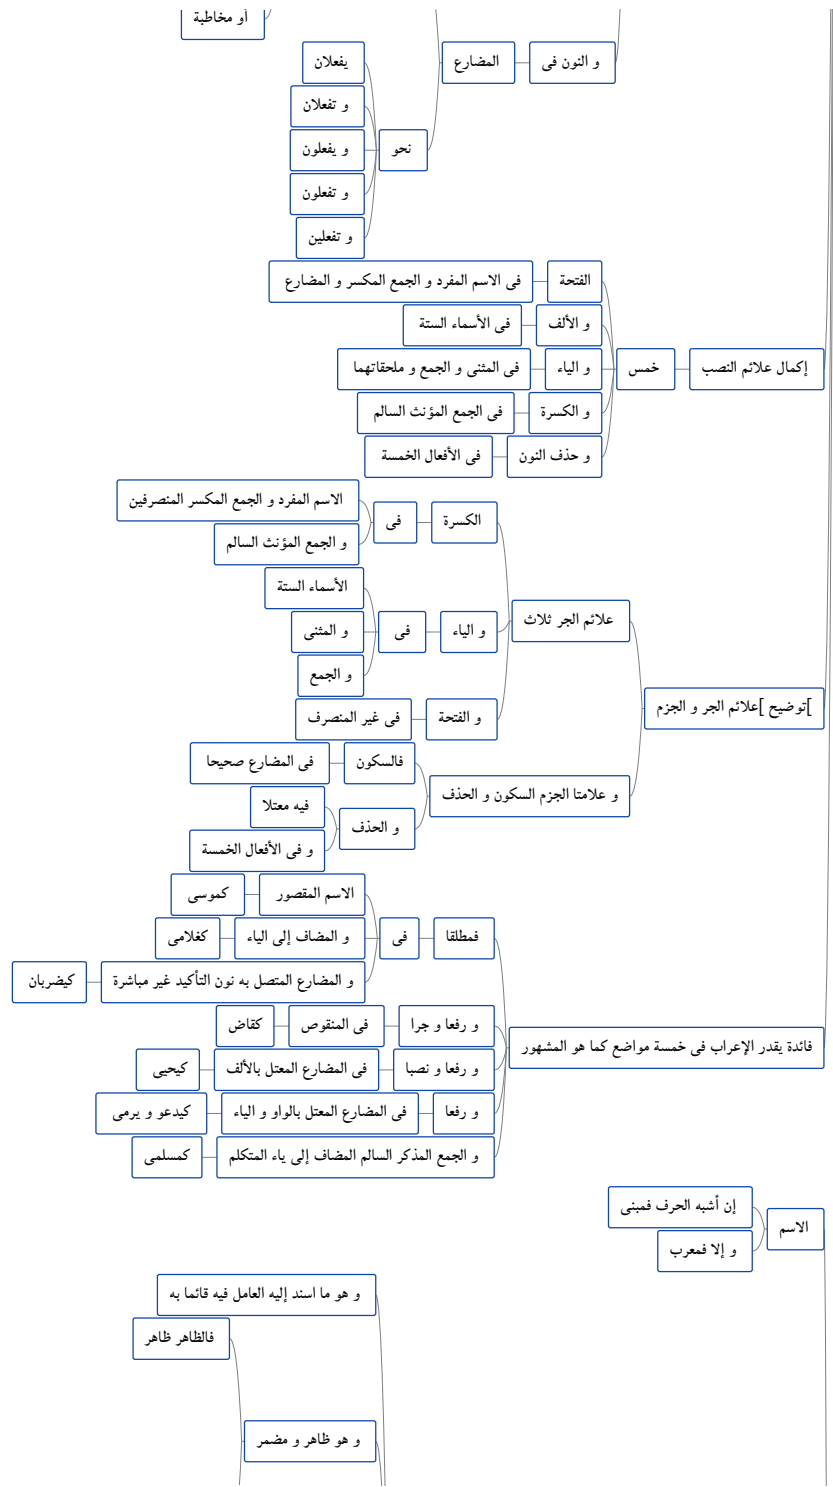 أو مخاطبة
و النون فى
المضارع
نحو
يفعلان
و تفعلان
و يفعلون
و تفعلون
و تفعلين
إكمال علائم النصب
خمس
الفتحة
فى الاسم المفرد و الجمع المكسر و المضارع
و الألف
فى الأسماء الستة
و الياء
فى المثنى و الجمع و ملحقاتهما
و الكسرة
فى الجمع المؤنث السالم
و حذف النون
فى الأفعال الخمسة
]توضيح ]علائم الجر و الجزم
علائم الجر ثلاث
الكسرة
فى
الاسم المفرد و الجمع المكسر المنصرفين
و الجمع المؤنث السالم
و الياء
فى
الأسماء الستة
و المثنى
و الجمع
و الفتحة
فى غير المنصرف
و علامتا الجزم السكون و الحذف
فالسكون
فى المضارع صحيحا
و الحذف
فيه معتلا
و فى الأفعال الخمسة
فائدة يقدر الإعراب فى خمسة مواضع كما هو المشهور
فمطلقا
فى
الاسم المقصور
كموسى
و المضاف إلى الياء
كغلامى
و المضارع المتصل به نون التأكيد غير مباشرة
كيضربان
و رفعا و جرا
فى المنقوص
كقاض
و رفعا و نصبا
فى المضارع المعتل بالألف
كيحيى
و رفعا
فى المضارع المعتل بالواو و الياء
كيدعو و يرمى
و الجمع المذكر السالم المضاف إلى ياء المتكلم
كمسلمى
الاسم
إن أشبه الحرف فمبنى
و إلا فمعرب
و هو ما اسند إليه العامل فيه قائما به
فالظاهر ظاهر
و هو ظاهر و مضمر